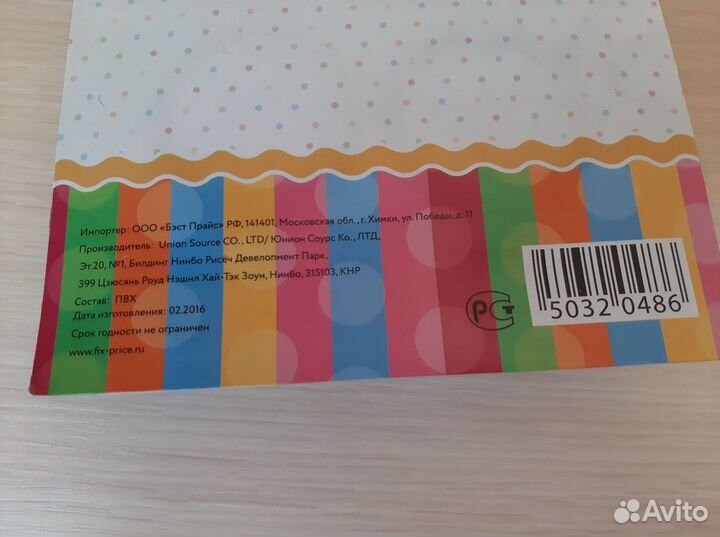 Импортер: ООО «Бэст Прайс» РФ, 141401, Московская обл., г. Химки, ул. Победы, д. 11
Производитель: Union Source CO., LTD/ Юнион Соурс Ко., ЛТД,
Эт.20, №1, Билдинг Нинбо Рисёч Девелопмент Парк,
399 Цзюсянь Роуд Нэшнл Хай-Тэк Зоун, Нинбо, 315103, КНР
Состав: ПВХ
Дата изготовления: 02.2016
Срок годности не ограничен
www.fix-price.ru
РСТ
5032 0486
Avito